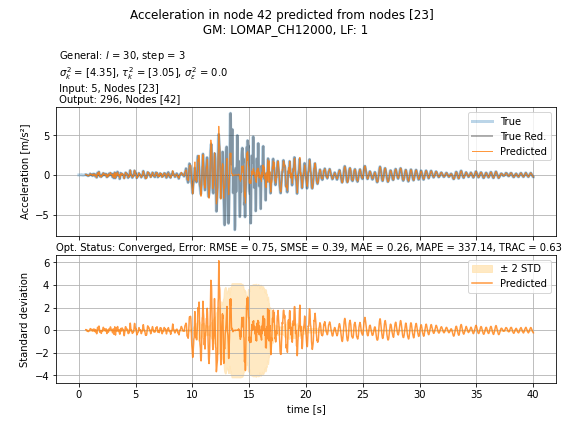 Acceleration in node 42 predicted from nodes [23]
GM: LOMAP_CH12000, LF: 1
General: l = 30, step = 3
σ²ₖ = [4.35], τ²ₖ = [3.05], σ²ₑ = 0.0
Input: 5, Nodes [23]
Output: 296, Nodes [42]
Acceleration [m/s²]
5
0
−5
True
True Red.
Predicted
Opt. Status: Converged, Error: RMSE = 0.75, SMSE = 0.39, MAE = 0.26, MAPE = 337.14, TRAC = 0.63
Standard deviation
6
4
2
0
−2
−4
± 2 STD
Predicted
0 5 10 15 20 25 30 35 40
time [s]